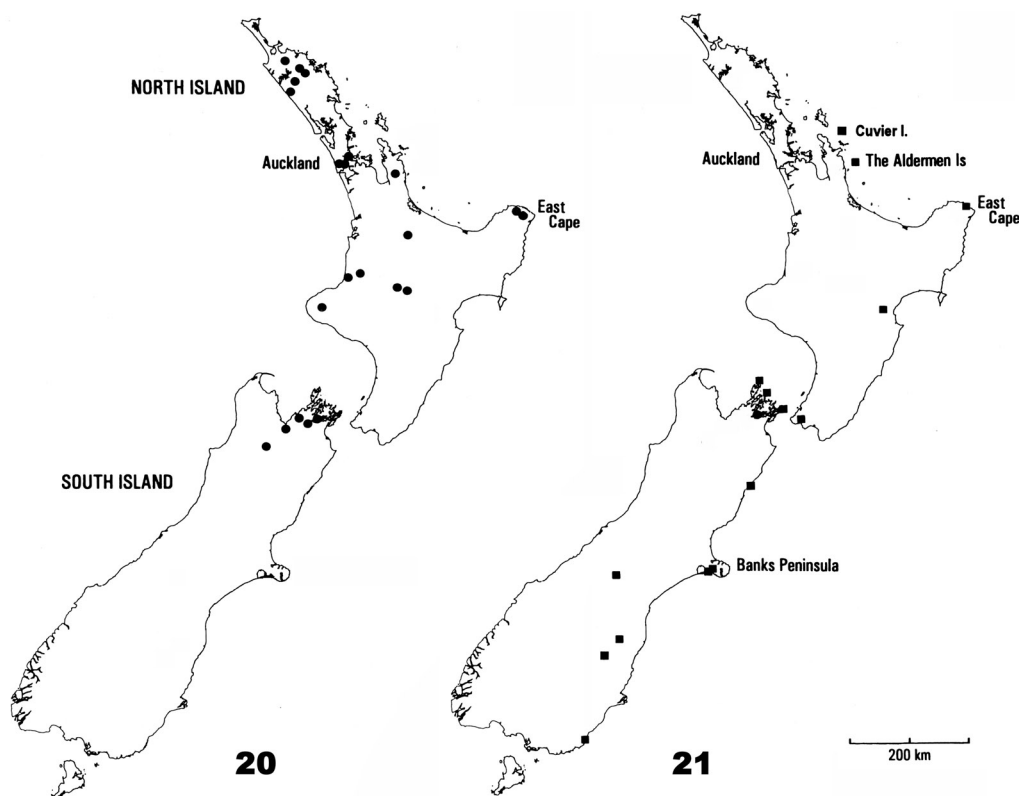 NORTH ISLAND
Auckland
East
Cape
SOUTH ISLAND
20
Cuvier I.
Auckland
The Aldermen Is
East
Cape
Banks Peninsula
21
200 km